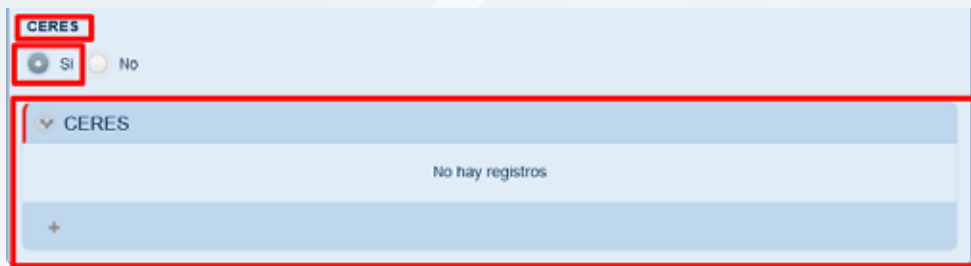 CERES
Si No
CERES
No hay registros
+